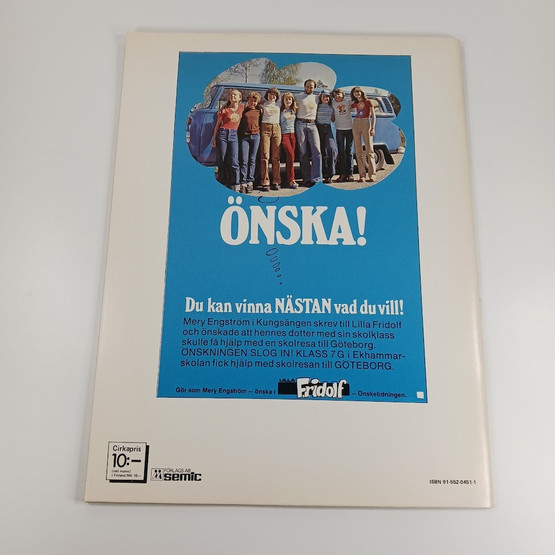 ÖNSKA!
Du kan vinna NÄSTAN vad du vill!
Mery Engström i Kungsängen skrev till Lilla Fridolf
och önskade att hennes dotter med sin skolklass
skulle få hjälp med en skolresa till Göteborg.
ÖNSKNINGEN SLOG IN! KLASS 7 G i Ekhammar-
skolan fick hjälp med skolresan till GÖTEBORG.
Gör som Mery Engström — önska i Fridolf — Önsketidningen.
Cirkapris
10:—
FÖRLAGS AB
semic
ISBN 91-552-0451-1